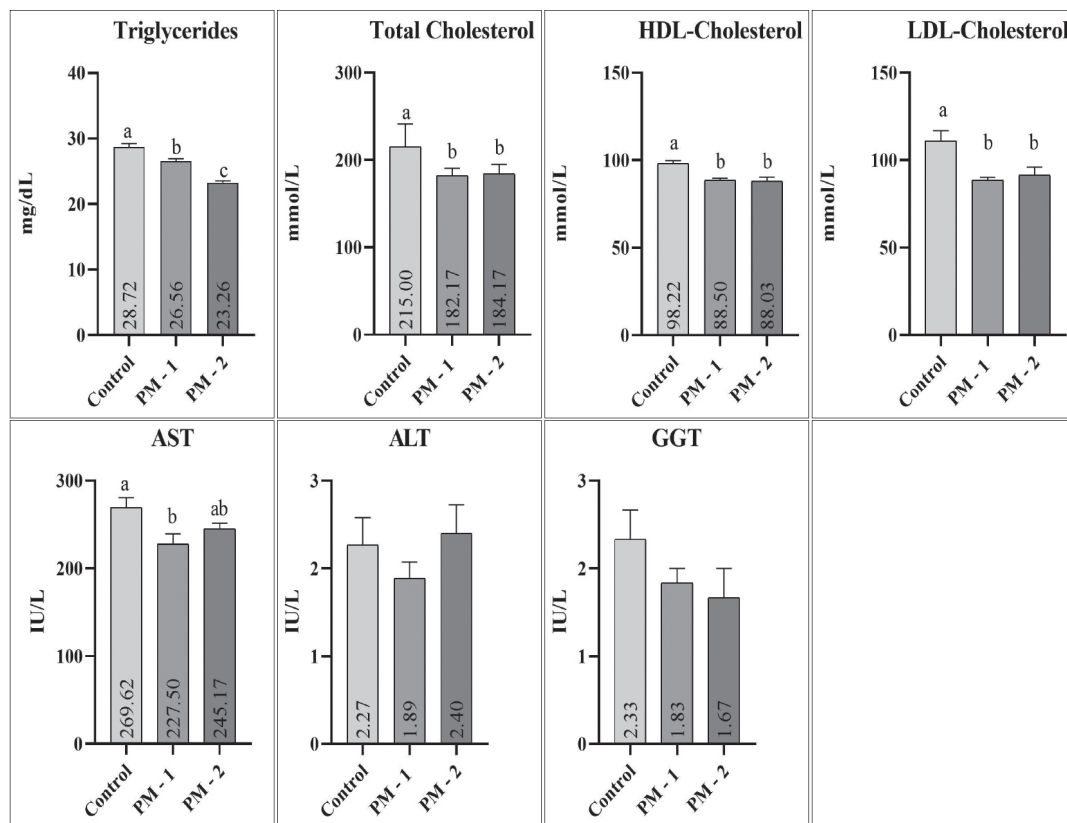 Triglycerides
mg/dL
40
30
20
10
0
a
b
c
28.72
26.56
23.26
Control
PM - 1
PM - 2
Total Cholesterol
mmol/L
300
200
100
0
a
b
b
215.00
182.17
184.17
Control
PM - 1
PM - 2
HDL-Cholesterol
mmol/L
150
100
50
0
a
b
b
98.22
88.50
88.03
Control
PM - 1
PM - 2
LDL-Cholesterol
mmol/L
150
100
50
0
a
b
b
Control
PM - 1
PM - 2
AST
IU/L
300
200
100
0
a
b
ab
269.62
227.50
245.17
Control
PM - 1
PM - 2
ALT
IU/L
3
2
1
0
2.27
1.89
2.40
Control
PM - 1
PM - 2
GGT
IU/L
3
2
1
0
2.33
1.83
1.67
Control
PM - 1
PM - 2